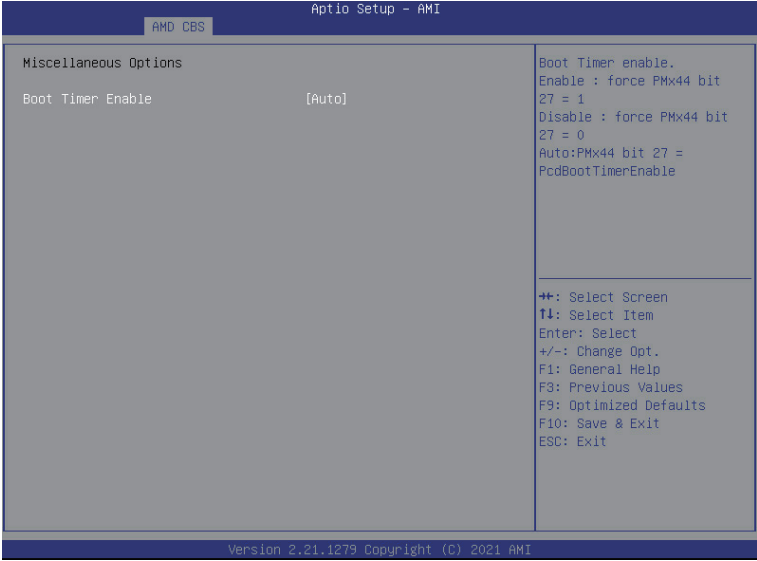 Aptio Setup – AMI
AMD CBS
Miscellaneous Options
Boot Timer Enable [Auto]
Boot Timer enable.
Enable : force PMx44 bit
27 = 1
Disable : force PMx44 bit
27 = 0
Auto:PMx44 bit 27 =
PcdBootTimerEnable
→←: Select Screen
↑↓: Select Item
Enter: Select
+/-: Change Opt.
F1: General Help
F3: Previous Values
F9: Optimized Defaults
F10: Save & Exit
ESC: Exit
Version 2.21.1279 Copyright (C) 2021 AMI